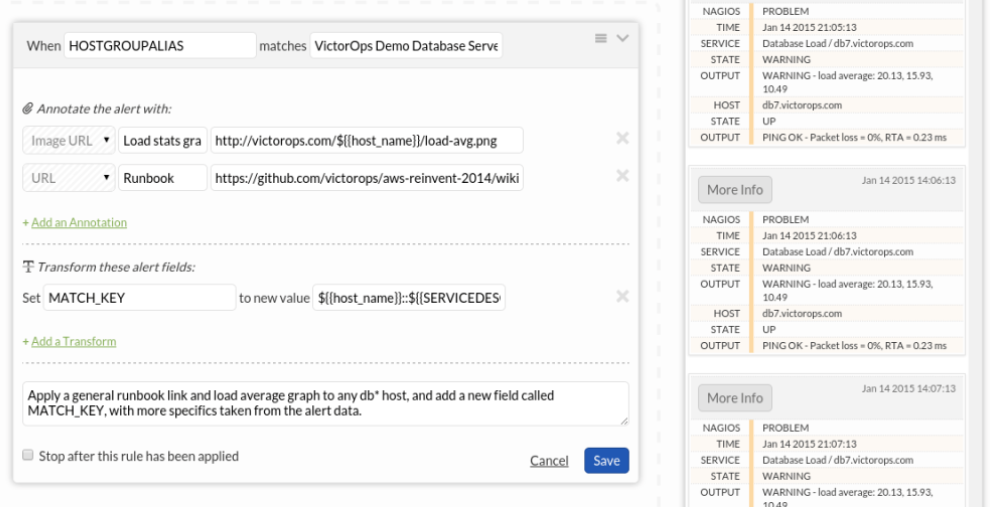 When HOSTGROUPALIAS matches VictorOps Demo Database Serve
Annotate the alert with:
Image URL Load stats gra http://victorops.com/${{host_name}}/load-avg.png
URL Runbook https://github.com/victorops/aws-reinvent-2014/wiki
+ Add an Annotation
Transform these alert fields:
Set MATCH_KEY to new value ${{host_name}}::${{SERVICEDES
+ Add a Transform
Apply a general runbook link and load average graph to any db* host, and add a new field called
MATCH_KEY, with more specifics taken from the alert data.
Stop after this rule has been applied
Cancel Save
NAGIOS PROBLEM
TIME Jan 14 2015 21:05:13
SERVICE Database Load / db7.victorops.com
STATE WARNING
OUTPUT WARNING - load average: 20.13, 15.93,
10.49
HOST db7.victorops.com
STATE UP
OUTPUT PING OK - Packet loss = 0%, RTA = 0.23 ms
More Info Jan 14 2015 14:06:13
NAGIOS PROBLEM
TIME Jan 14 2015 21:06:13
SERVICE Database Load / db7.victorops.com
STATE WARNING
OUTPUT WARNING - load average: 20.13, 15.93,
10.49
HOST db7.victorops.com
STATE UP
OUTPUT PING OK - Packet loss = 0%, RTA = 0.23 ms
More Info Jan 14 2015 14:07:13
NAGIOS PROBLEM
TIME Jan 14 2015 21:07:13
SERVICE Database Load / db7.victorops.com
STATE WARNING
OUTPUT WARNING - load average: 20.13, 15.93,
10.49